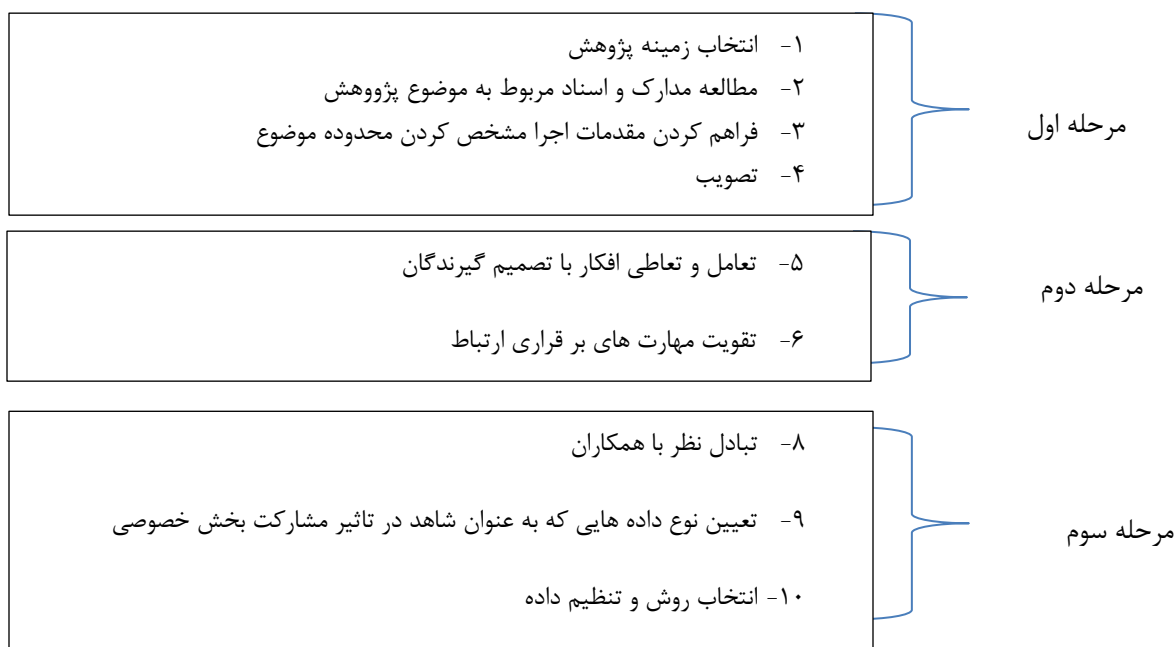 مرحله اول
۱- انتخاب زمینه پژوهش
۲- مطالعه مدارک و اسناد مربوط به موضوع پژووهش
۳- فراهم کردن مقدمات اجرا مشخص کردن محدوده موضوع
۴- تصویب
مرحله دوم
۵- تعامل و تعاطی افکار با تصمیم گیرندگان
۶- تقویت مهارت های بر قراری ارتباط
مرحله سوم
۸- تبادل نظر با همکاران
۹- تعیین نوع داده هایی که به عنوان شاهد در تاثیر مشارکت بخش خصوصی
۱۰- انتخاب روش و تنظیم داده